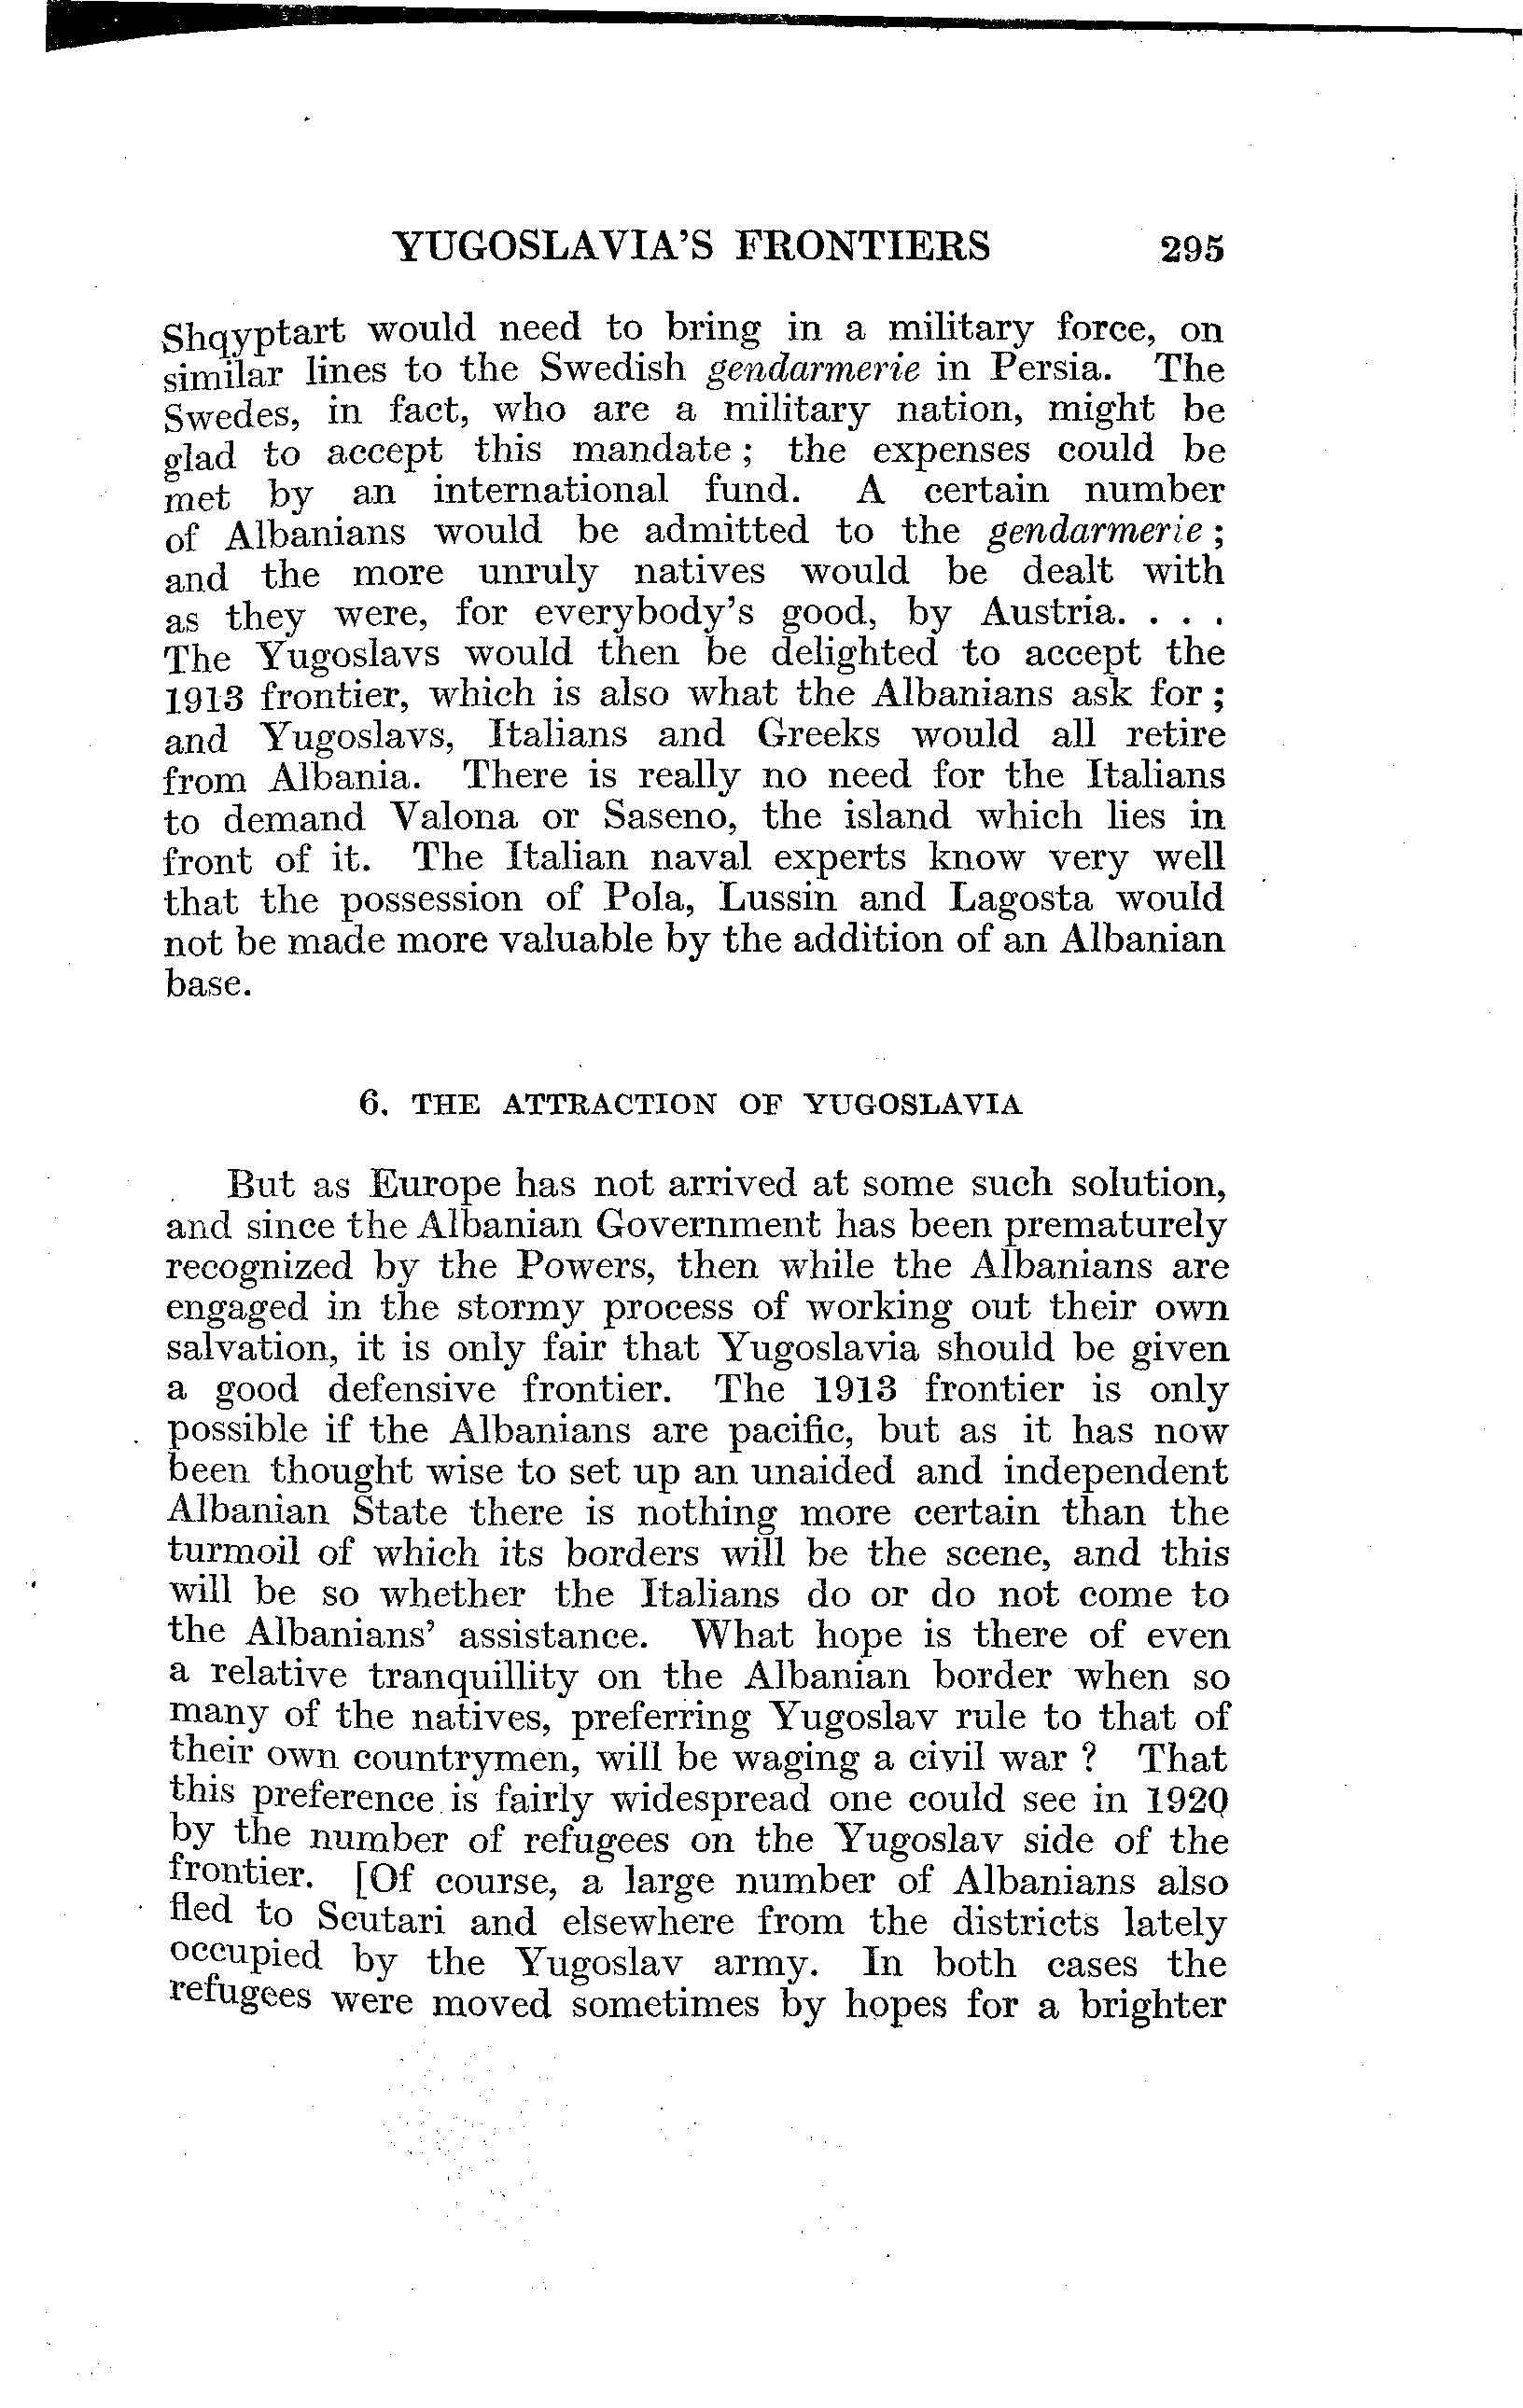 YUGOSLAVIA'S FRONTIERS 295
Shqyptart would need to bring in a military force, on
similar lines to the Swedish gendarmerie in Persia. The
Swedes, in fact, who are a military nation, might be
glad to accept this mandate ; the expenses could be
met by an international fund. A certain number
of Albanians would be admitted to the gendarmerie ;
and the more unruly natives would be dealt with
as they were, for everybody's good, by Austria. . . .
The Yugoslavs would then be delighted to accept the
1913 frontier, which is also what the Albanians ask for ;
and Yugoslavs, Italians and Greeks would all retire
from Albania. There is really no need for the Italians
to demand Valona or Saseno, the island which lies in
front of it. The Italian naval experts know very well
that the possession of Pola, Lussin and Lagosta would
not be made more valuable by the addition of an Albanian
base.
6. THE ATTRACTION OF YUGOSLAVIA
But as Europe has not arrived at some such solution,
and since the Albanian Government has been prematurely
recognized by the Powers, then while the Albanians are
engaged in the stormy process of working out their own
salvation, it is only fair that Yugoslavia should be given
a good defensive frontier. The 1913 frontier is only
possible if the Albanians are pacific, but as it has now
been thought wise to set up an unaided and independent
Albanian State there is nothing more certain than the
turmoil of which its borders will be the scene, and this
will be so whether the Italians do or do not come to
the Albanians' assistance. What hope is there of even
a relative tranquillity on the Albanian border when so
many of the natives, preferring Yugoslav rule to that of
their own countrymen, will be waging a civil war ? That
this preference is fairly widespread one could see in 1920
by the number of refugees on the Yugoslav side of the
frontier. [Of course, a large number of Albanians also
fled to Scutari and elsewhere from the districts lately
occupied by the Yugoslav army. In both cases the
refugees were moved sometimes by hopes for a brighter